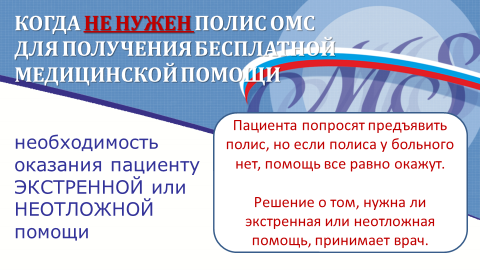 КОГДА НЕ НУЖЕН ПОЛИС ОМС
ДЛЯ ПОЛУЧЕНИЯ БЕСПЛАТНОЙ
МЕДИЦИНСКОЙ ПОМОЩИ
необходимость
оказания пациенту
ЭКСТРЕННОЙ или
НЕОТЛОЖНОЙ
помощи
Пациента попросят предъявить
полис, но если полиса у больного
нет, помощь все равно окажут.
Решение о том, нужна ли
экстренная или неотложная
помощь, принимает врач.